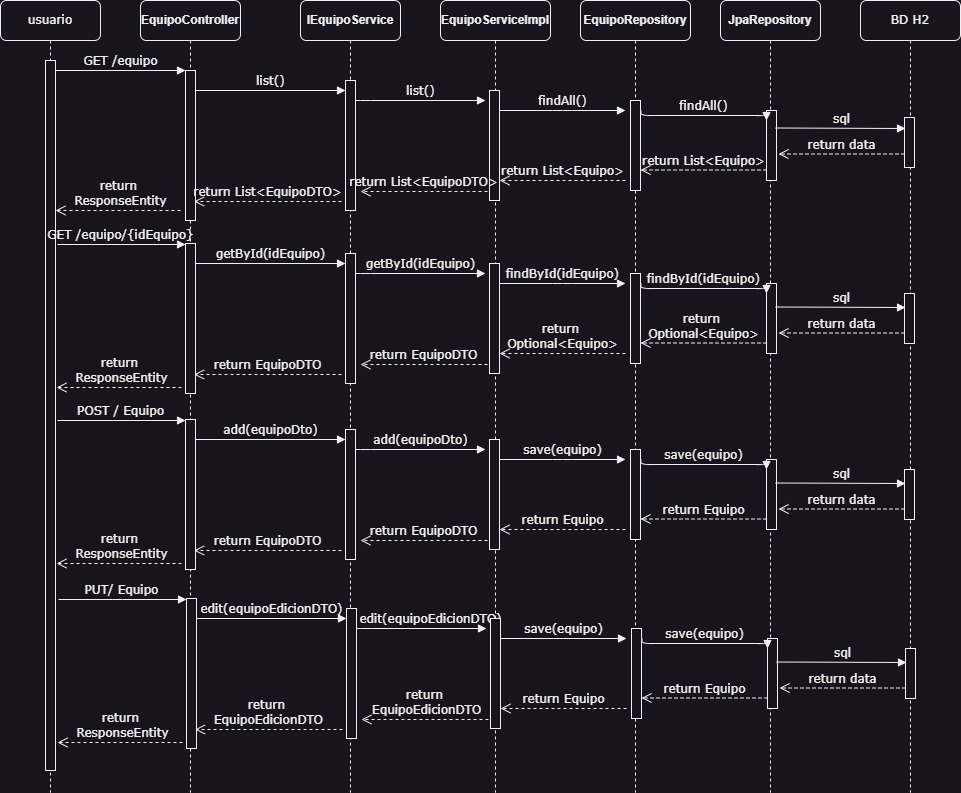 usuario
EquipoController
IEquipoService
EquipoServiceImpl
EquipoRepository
JpaRepository
BD H2
GET /equipo
list()
list()
findAll()
findAll()
sql
return data
return List<Equipo>
return List<Equipo>
return List<EquipoDTO>
return List<EquipoDTO>
return
ResponseEntity
GET /equipo/{idEquipo}
getById(idEquipo)
getById(idEquipo)
findById(idEquipo)
findById(idEquipo)
sql
return data
return
Optional<Equipo>
return
Optional<Equipo>
return EquipoDTO
return EquipoDTO
return
ResponseEntity
POST / Equipo
add(equipoDto)
add(equipoDto)
save(equipo)
save(equipo)
sql
return data
return Equipo
return Equipo
return EquipoDTO
return EquipoDTO
return
ResponseEntity
PUT/ Equipo
edit(equipoEdicionDTO)
edit(equipoEdicionDTO)
save(equipo)
save(equipo)
sql
return data
return Equipo
return Equipo
return
EquipoEdicionDTO
return
EquipoEdicionDTO
return
ResponseEntity